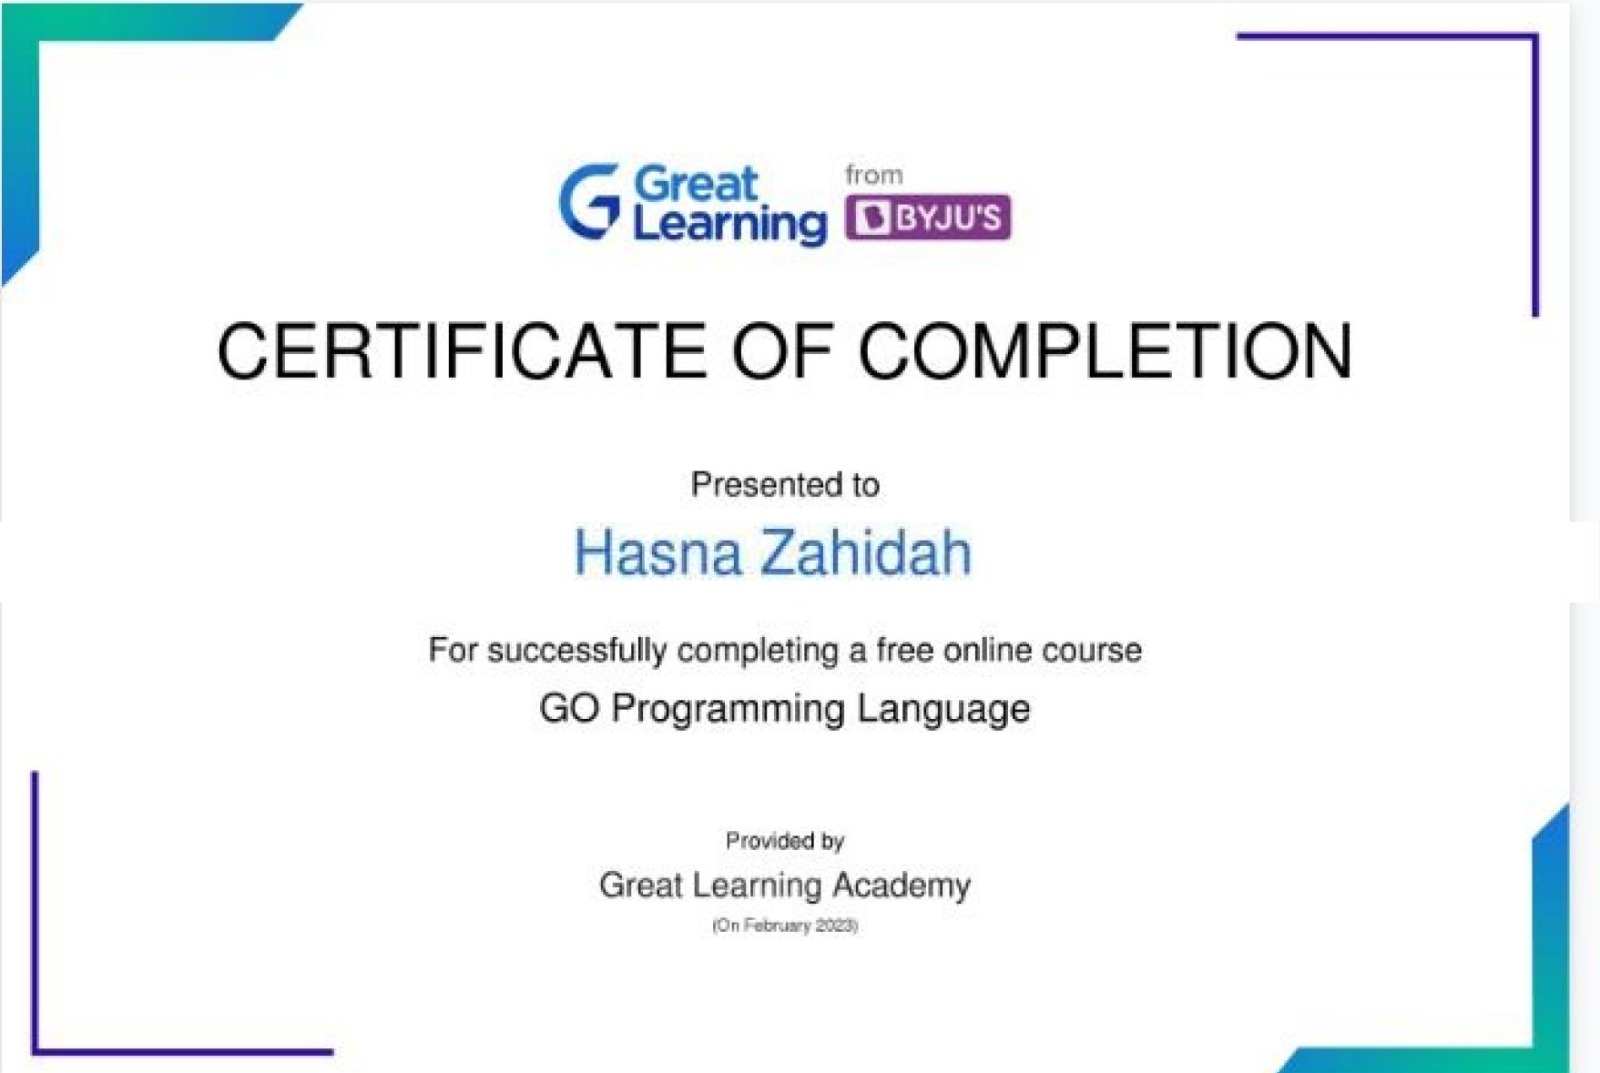 Great
Learning
from
BYJU'S
CERTIFICATE OF COMPLETION
Presented to
Hasna Zahidah
For successfully completing a free online course
GO Programming Language
Provided by
Great Learning Academy
(On February 2023)